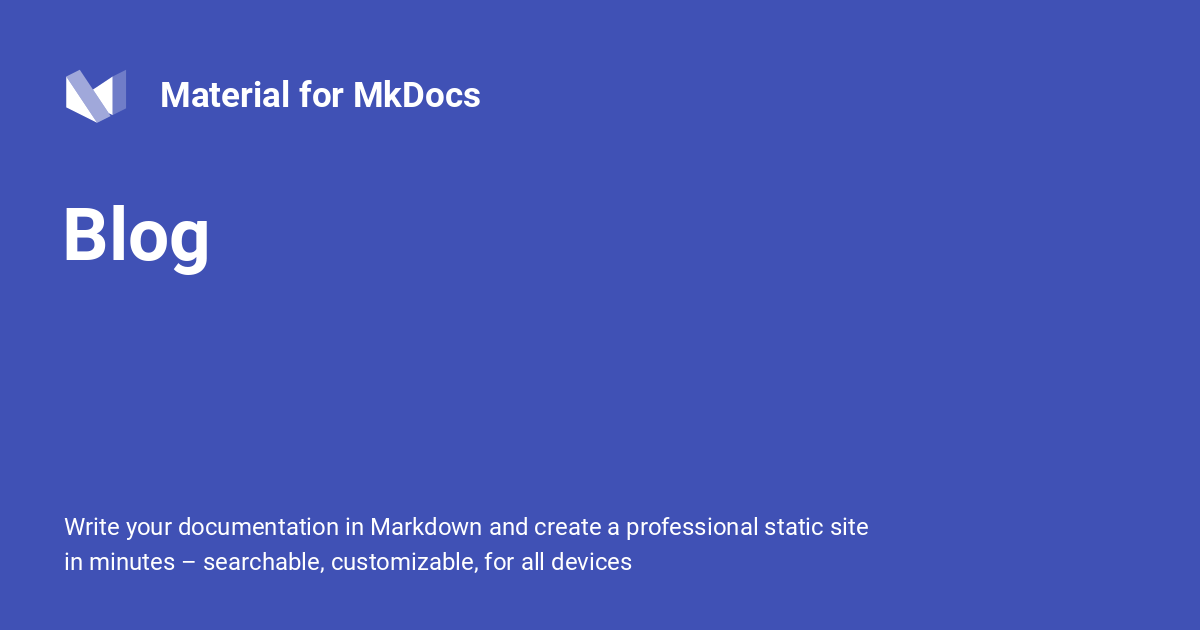 Material for MkDocs
Blog
Write your documentation in Markdown and create a professional static site
in minutes – searchable, customizable, for all devices